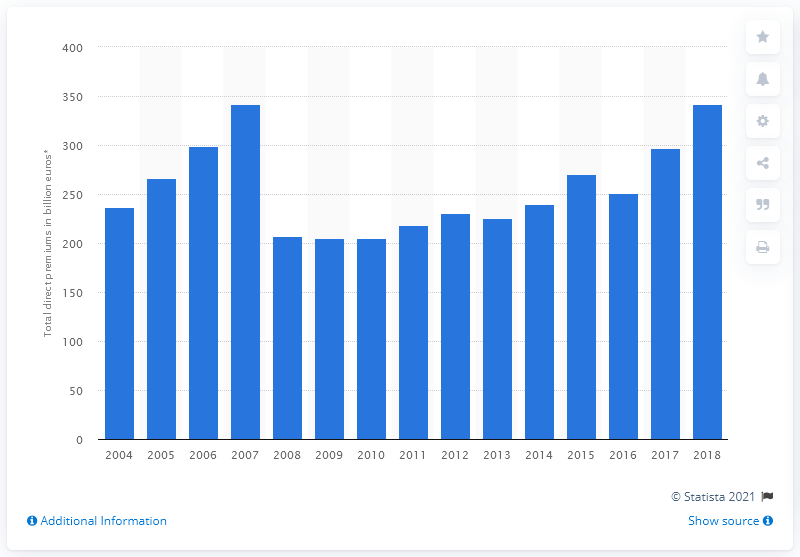 400
350
300
250
200
150
100
50
0
Total direct premiums in billion euros*
2004 2005 2006 2007 2008 2009 2010 2011 2012 2013 2014 2015 2016 2017 2018
© Statista 2021
Additional Information Show source